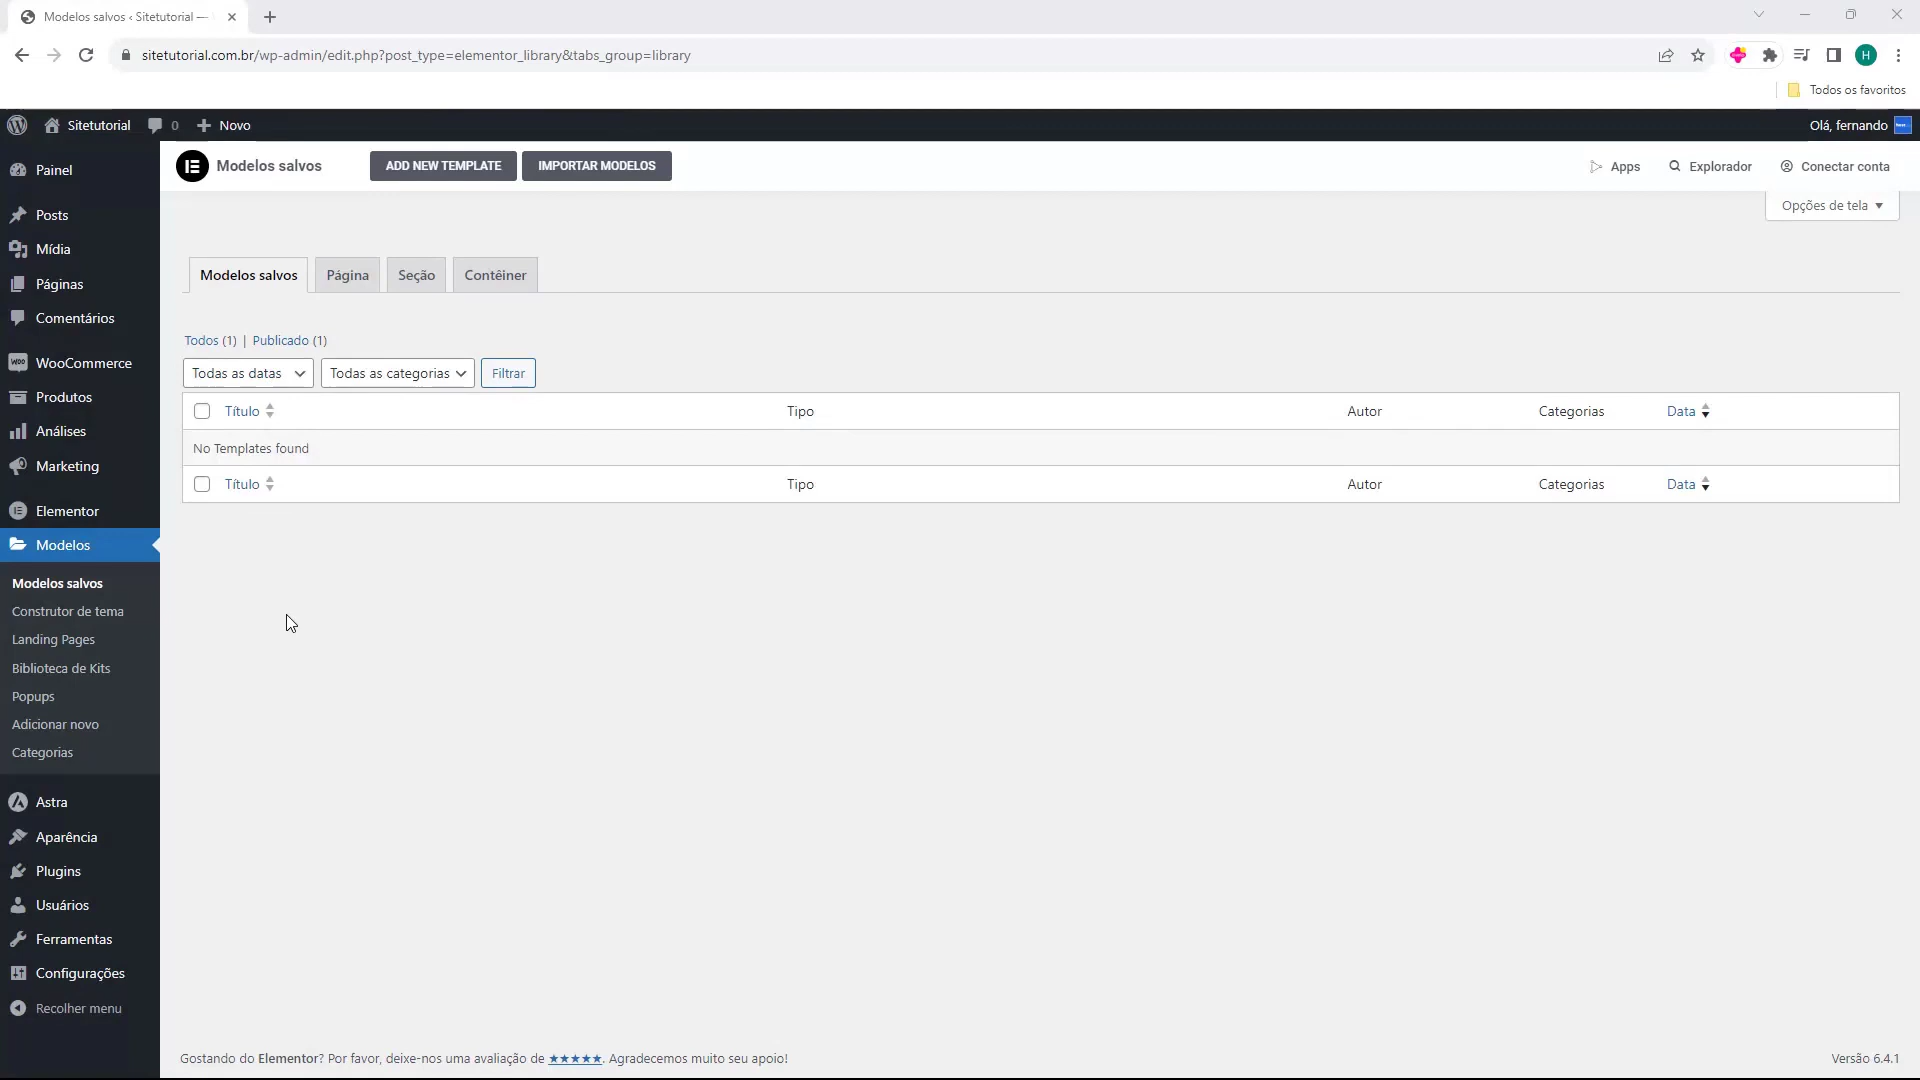 Modelos salvos ‹ Sitetutorial —
sitetutorial.com.br/wp-admin/edit.php?post_type=elementor_library&tabs_group=library
H
Todos os favoritos
Sitetutorial 0 Novo Olá, fernando
Painel
Posts
Mídia
Páginas
Comentários
WOO WooCommerce
Produtos
Análises
Marketing
Elementor
Modelos
Modelos salvos
Construtor de tema
Landing Pages
Biblioteca de Kits
Popups
Adicionar novo
Categorias
Astra
Aparência
Plugins
Usuários
Ferramentas
Configurações
Recolher menu
Modelos salvos ADD NEW TEMPLATE IMPORTAR MODELOS Apps Explorador Conectar conta
Opções de tela
Modelos salvos Página Seção Contêiner
Todos (1) | Publicado (1)
Todas as datas Todas as categorias Filtrar
Título Tipo Autor Categorias Data
No Templates found
Título Tipo Autor Categorias Data
Gostando do Elementor? Por favor, deixe-nos uma avaliação de ★★★★★. Agradecemos muito seu apoio! Versão 6.4.1